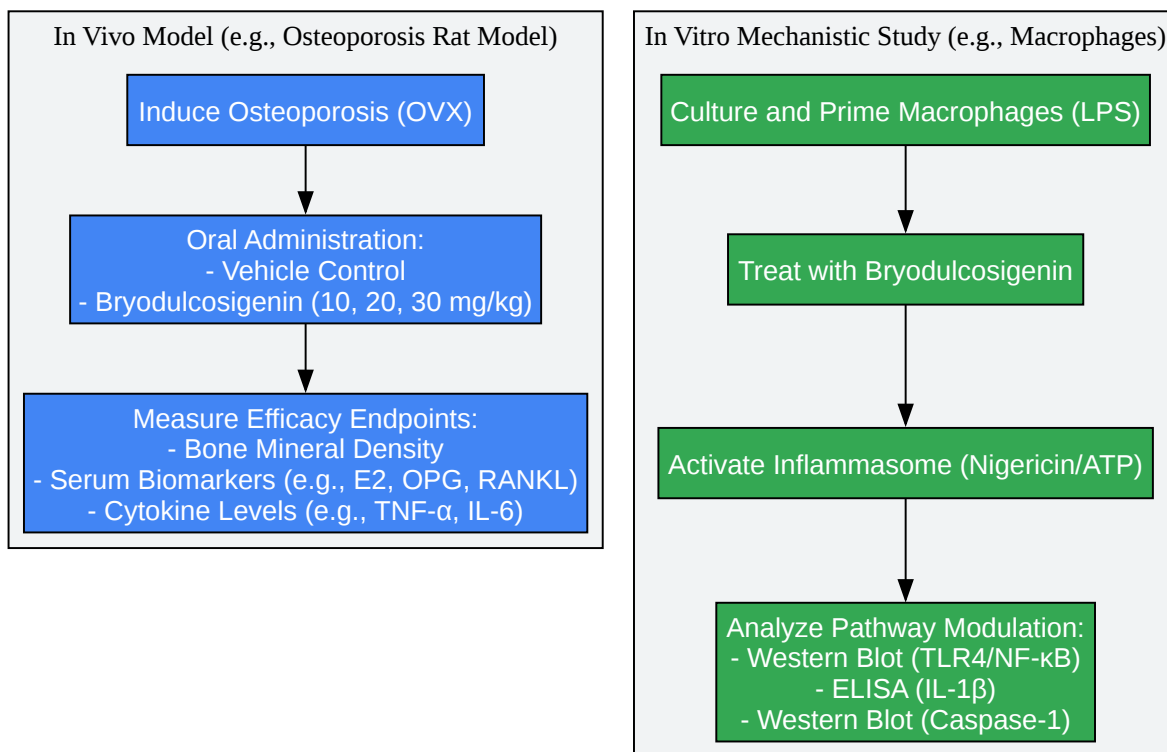 In Vivo Model (e.g., Osteoporosis Rat Model)
Induce Osteoporosis (OVX)
Oral Administration:
- Vehicle Control
- Bryodulcosigenin (10, 20, 30 mg/kg)
Measure Efficacy Endpoints:
- Bone Mineral Density
- Serum Biomarkers (e.g., E2, OPG, RANKL)
- Cytokine Levels (e.g., TNF-α, IL-6)
In Vitro Mechanistic Study (e.g., Macrophages)
Culture and Prime Macrophages (LPS)
Treat with Bryodulcosigenin
Activate Inflammasome (Nigericin/ATP)
Analyze Pathway Modulation:
- Western Blot (TLR4/NF-κB)
- ELISA (IL-1β)
- Western Blot (Caspase-1)